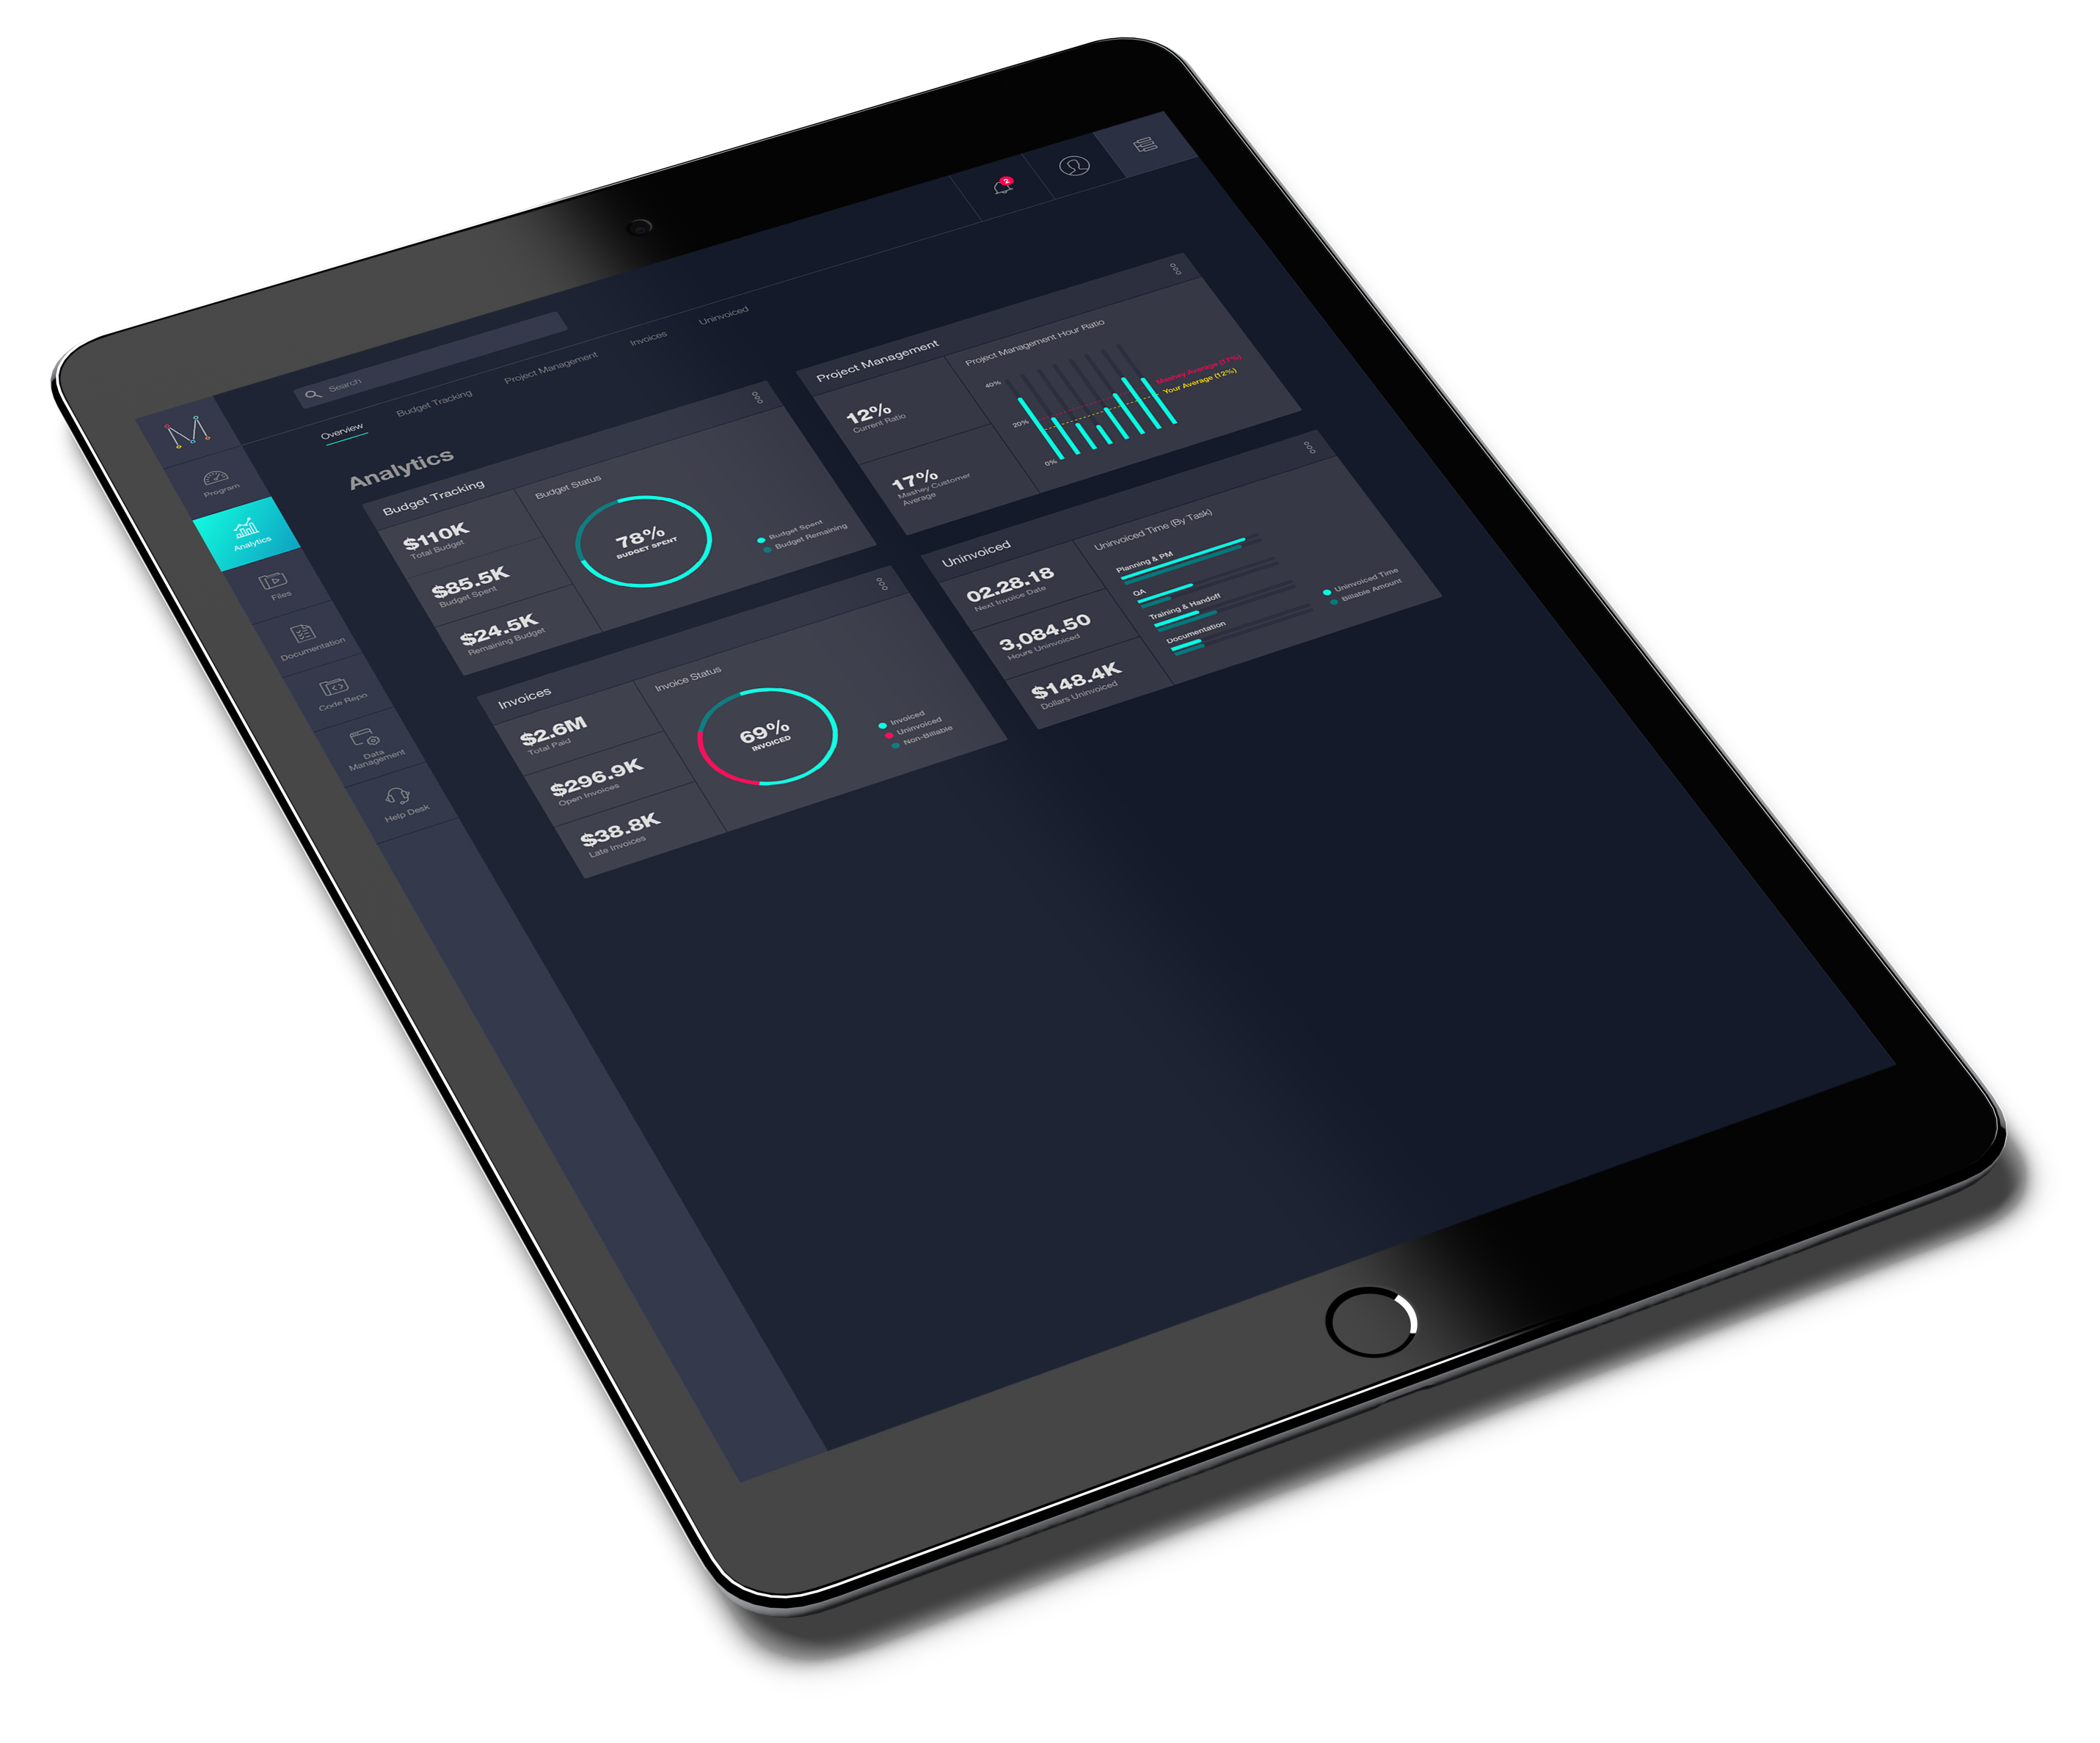 2
Search
Overview
Budget Tracking
Project Management
Invoices
Uninvoiced
Program
Analytics
Files
Documentation
Code Repo
Data
Management
Help Desk
Analytics
Budget Tracking
$110K
Total Budget
$85.5K
Budget Spent
$24.5K
Remaining Budget
Budget Status
78%
BUDGET SPENT
Budget Spent
Budget Remaining
Project Management
12%
Current Ratio
17%
Mashey Customer
Average
Project Management Hour Ratio
40%
20%
0%
Mashey Average (17%)
Your Average (12%)
Invoices
$2.6M
Total Paid
$296.9K
Open Invoices
$38.8K
Late Invoices
Invoice Status
69%
INVOICED
Invoiced
Uninvoiced
Non-Billable
Uninvoiced
02.28.18
Next Invoice Date
3,084.50
Hours Uninvoiced
$148.4K
Dollars Uninvoiced
Uninvoiced Time (By Task)
Planning & PM
QA
Training & Handoff
Documentation
Uninvoiced Time
Billable Amount